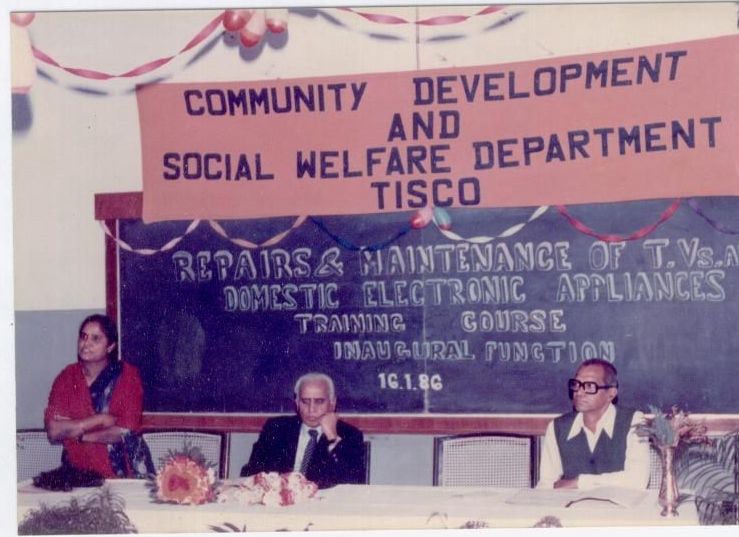 COMMUNITY DEVELOPMENT
AND
SOCIAL WELFARE DEPARTMENT
TISCO
REPAIRS & MAINTENANCE OF T.Vs. A
DOMESTIC ELECTRONIC APPLIANCES
TRAINING COURSE
INAUGURAL FUNCTION
16.1.86